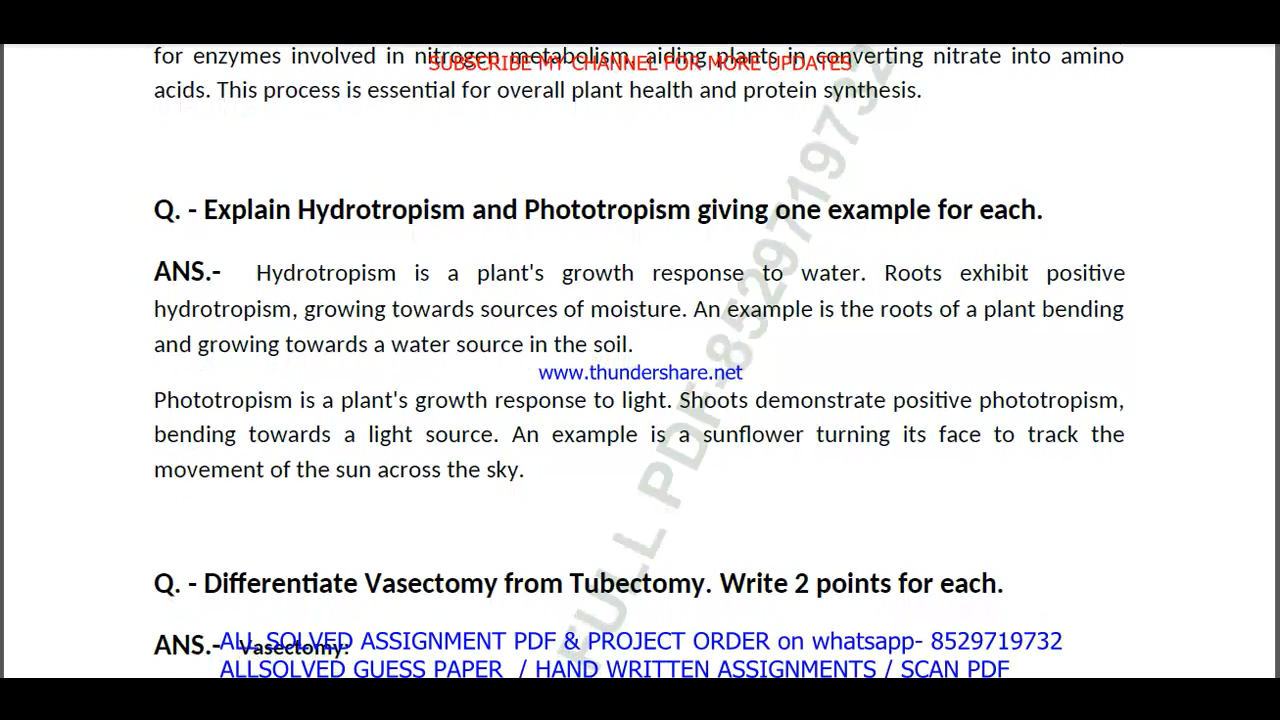 for enzymes involved in nitrogen metabolism, aiding plants in converting nitrate into amino
SUBSCRIBE MY CHANNEL FOR MORE UPDATES
acids. This process is essential for overall plant health and protein synthesis.
Q. - Explain Hydrotropism and Phototropism giving one example for each.
ANS.- Hydrotropism is a plant's growth response to water. Roots exhibit positive
hydrotropism, growing towards sources of moisture. An example is the roots of a plant bending
and growing towards a water source in the soil.
www.thundershare.net
Phototropism is a plant's growth response to light. Shoots demonstrate positive phototropism,
bending towards a light source. An example is a sunflower turning its face to track the
movement of the sun across the sky.
FULL PDF-8529719732
Q. - Differentiate Vasectomy from Tubectomy. Write 2 points for each.
ANS.- Vasectomy:
ALL SOLVED ASSIGNMENT PDF & PROJECT ORDER on whatsapp- 8529719732
ALLSOLVED GUESS PAPER / HAND WRITTEN ASSIGNMENTS / SCAN PDF